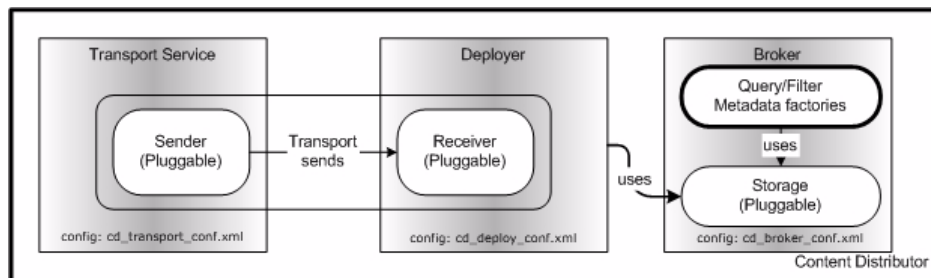 Transport Service
Sender
(Pluggable)
config: cd_transport_conf.xml
Transport
sends
Deployer
Receiver
(Pluggable)
config: cd_deploy_conf.xml
uses
Broker
Query/Filter
Metadata factories
uses
Storage
(Pluggable)
config: cd_broker_conf.xml
Content Distributor